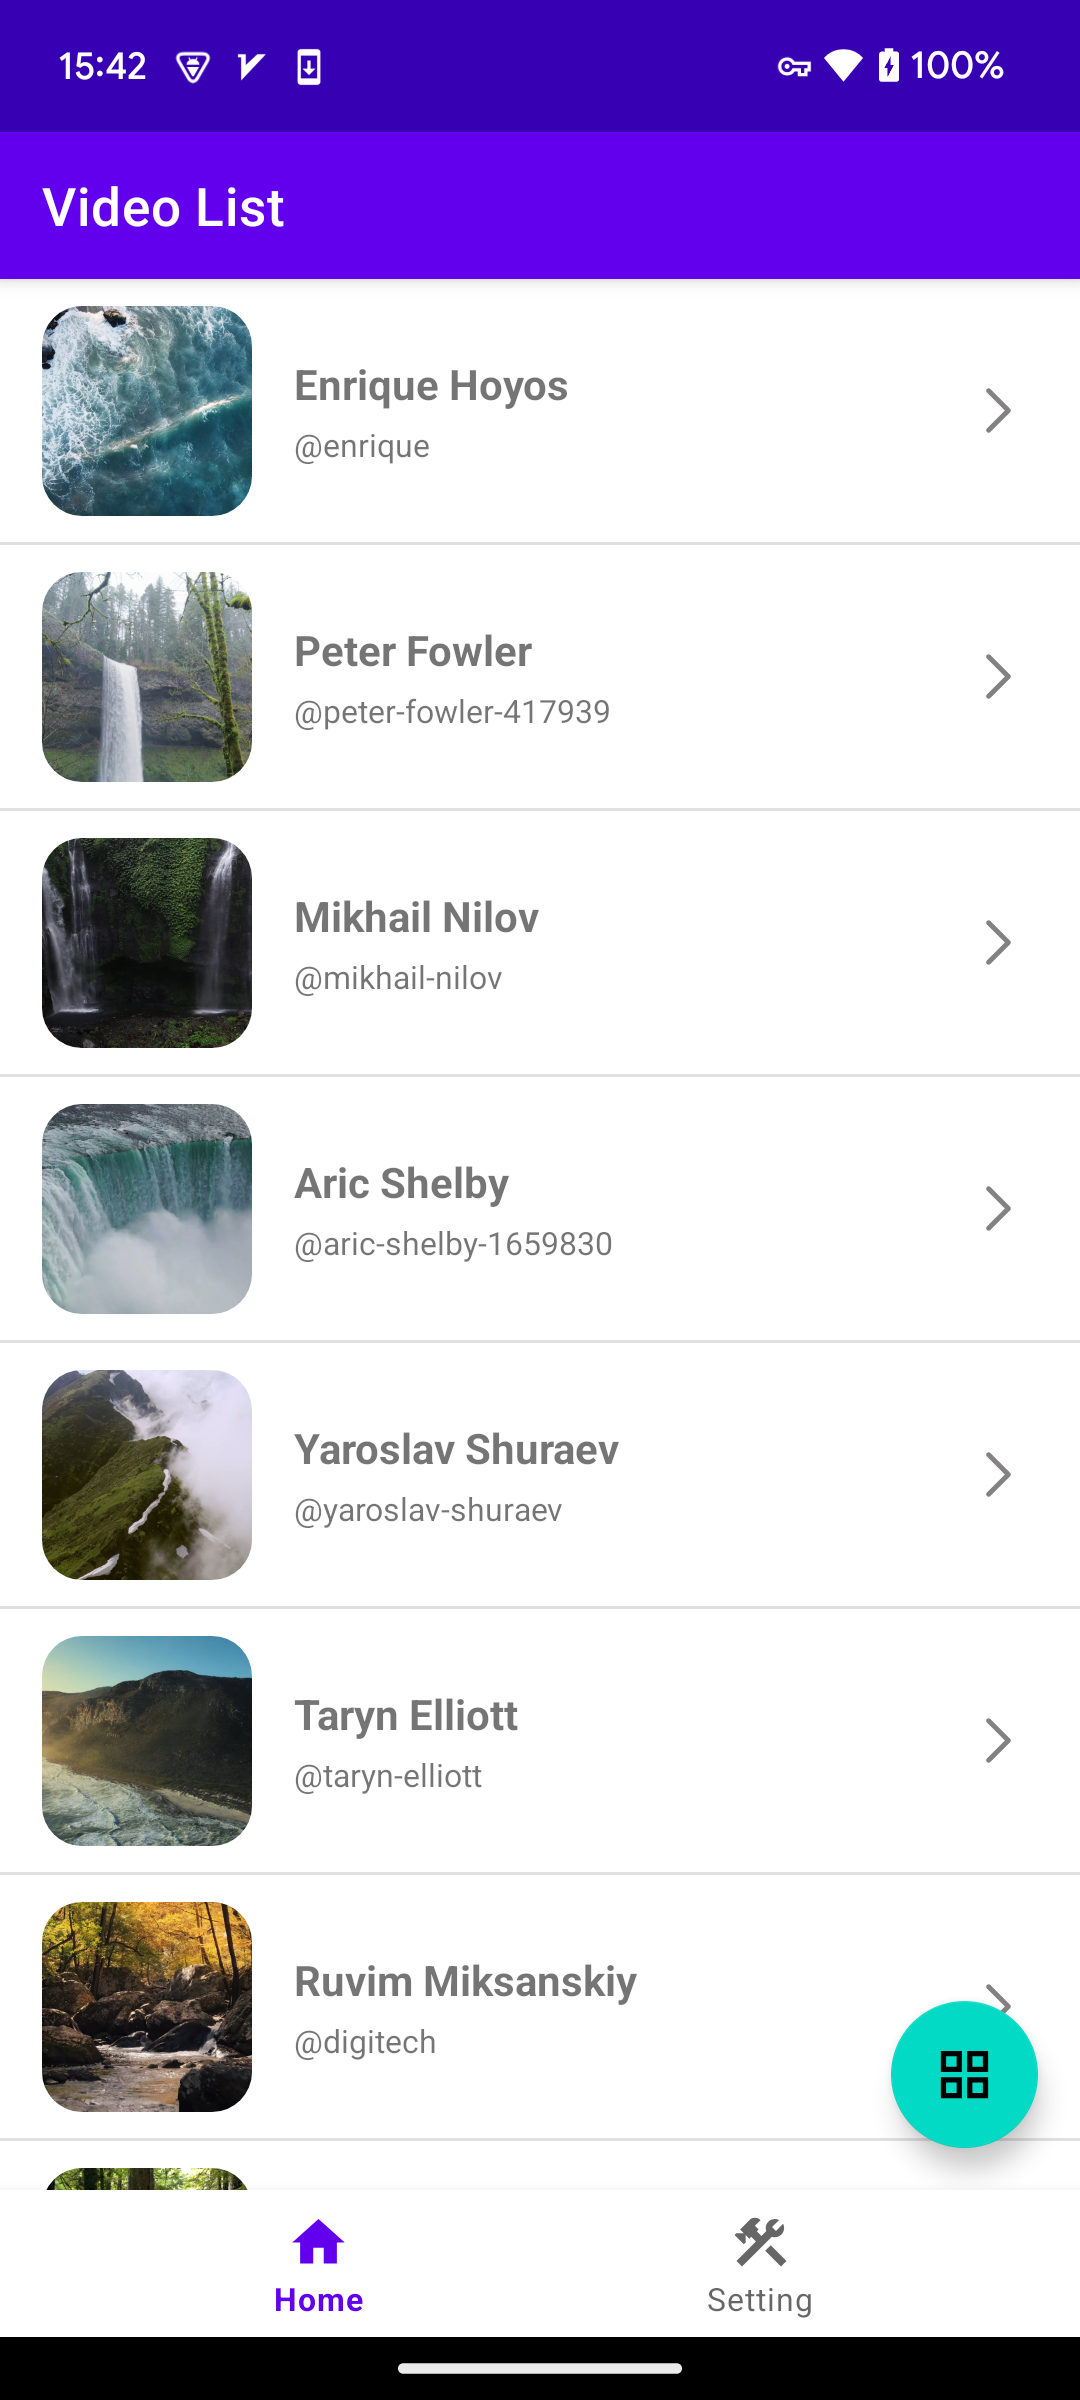 15:42
100%
Video List
Enrique Hoyos
@enrique
Peter Fowler
@peter-fowler-417939
Mikhail Nilov
@mikhail-nilov
Aric Shelby
@aric-shelby-1659830
Yaroslav Shuraev
@yaroslav-shuraev
Taryn Elliott
@taryn-elliott
Ruvim Miksanskiy
@digitech
Home
Setting